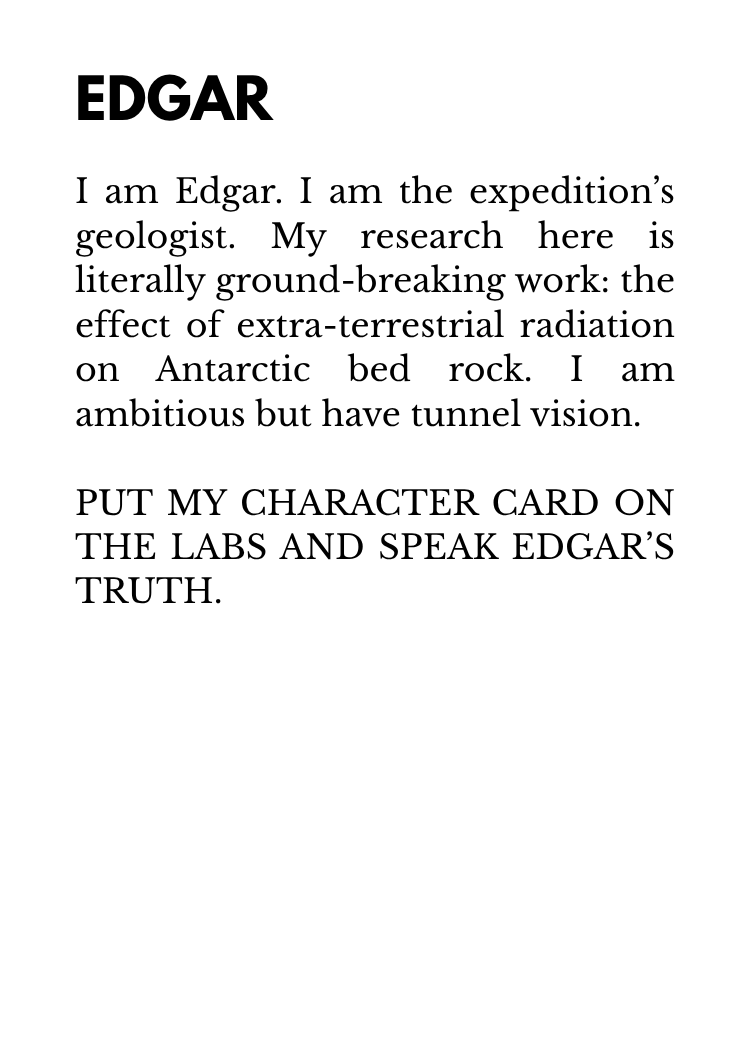 EDGAR
I am Edgar. I am the expedition’s
geologist. My research here is
literally ground-breaking work: the
effect of extra-terrestrial radiation
on Antarctic bed rock. I am
ambitious but have tunnel vision.
PUT MY CHARACTER CARD ON
THE LABS AND SPEAK EDGAR’S
TRUTH.